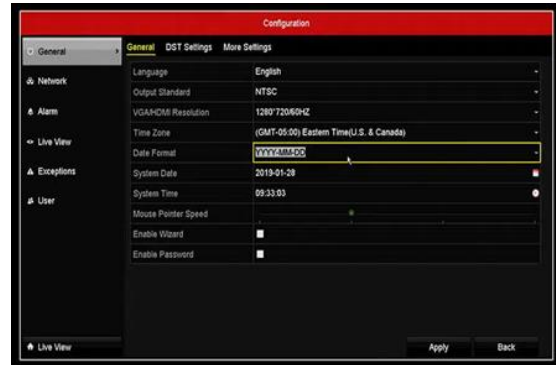 Configuration
General
Network
Alarm
Live View
Exceptions
User
Live View
General DST Settings More Settings
Language English
Output Standard NTSC
VGA/HDMI Resolution 1280*720/60HZ
Time Zone (GMT-05:00) Eastern Time(U.S. & Canada)
Date Format YYYY-MM-DD
System Date 2019-01-28
System Time 09:33:03
Mouse Pointer Speed
Enable Wizard
Enable Password
Apply Back